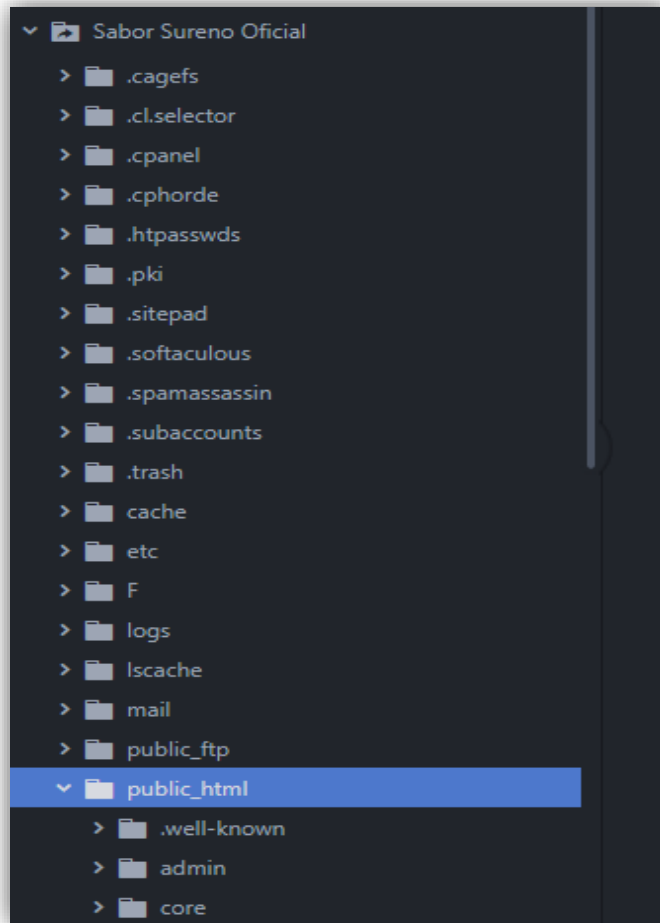 Sabor Sureno Oficial
.cagefs
.cl.selector
.cpanel
.cphorde
.htpasswds
.pki
.sitepad
.softaculous
.spamassassin
.subaccounts
.trash
cache
etc
F
logs
lscache
mail
public_ftp
public_html
.well-known
admin
core